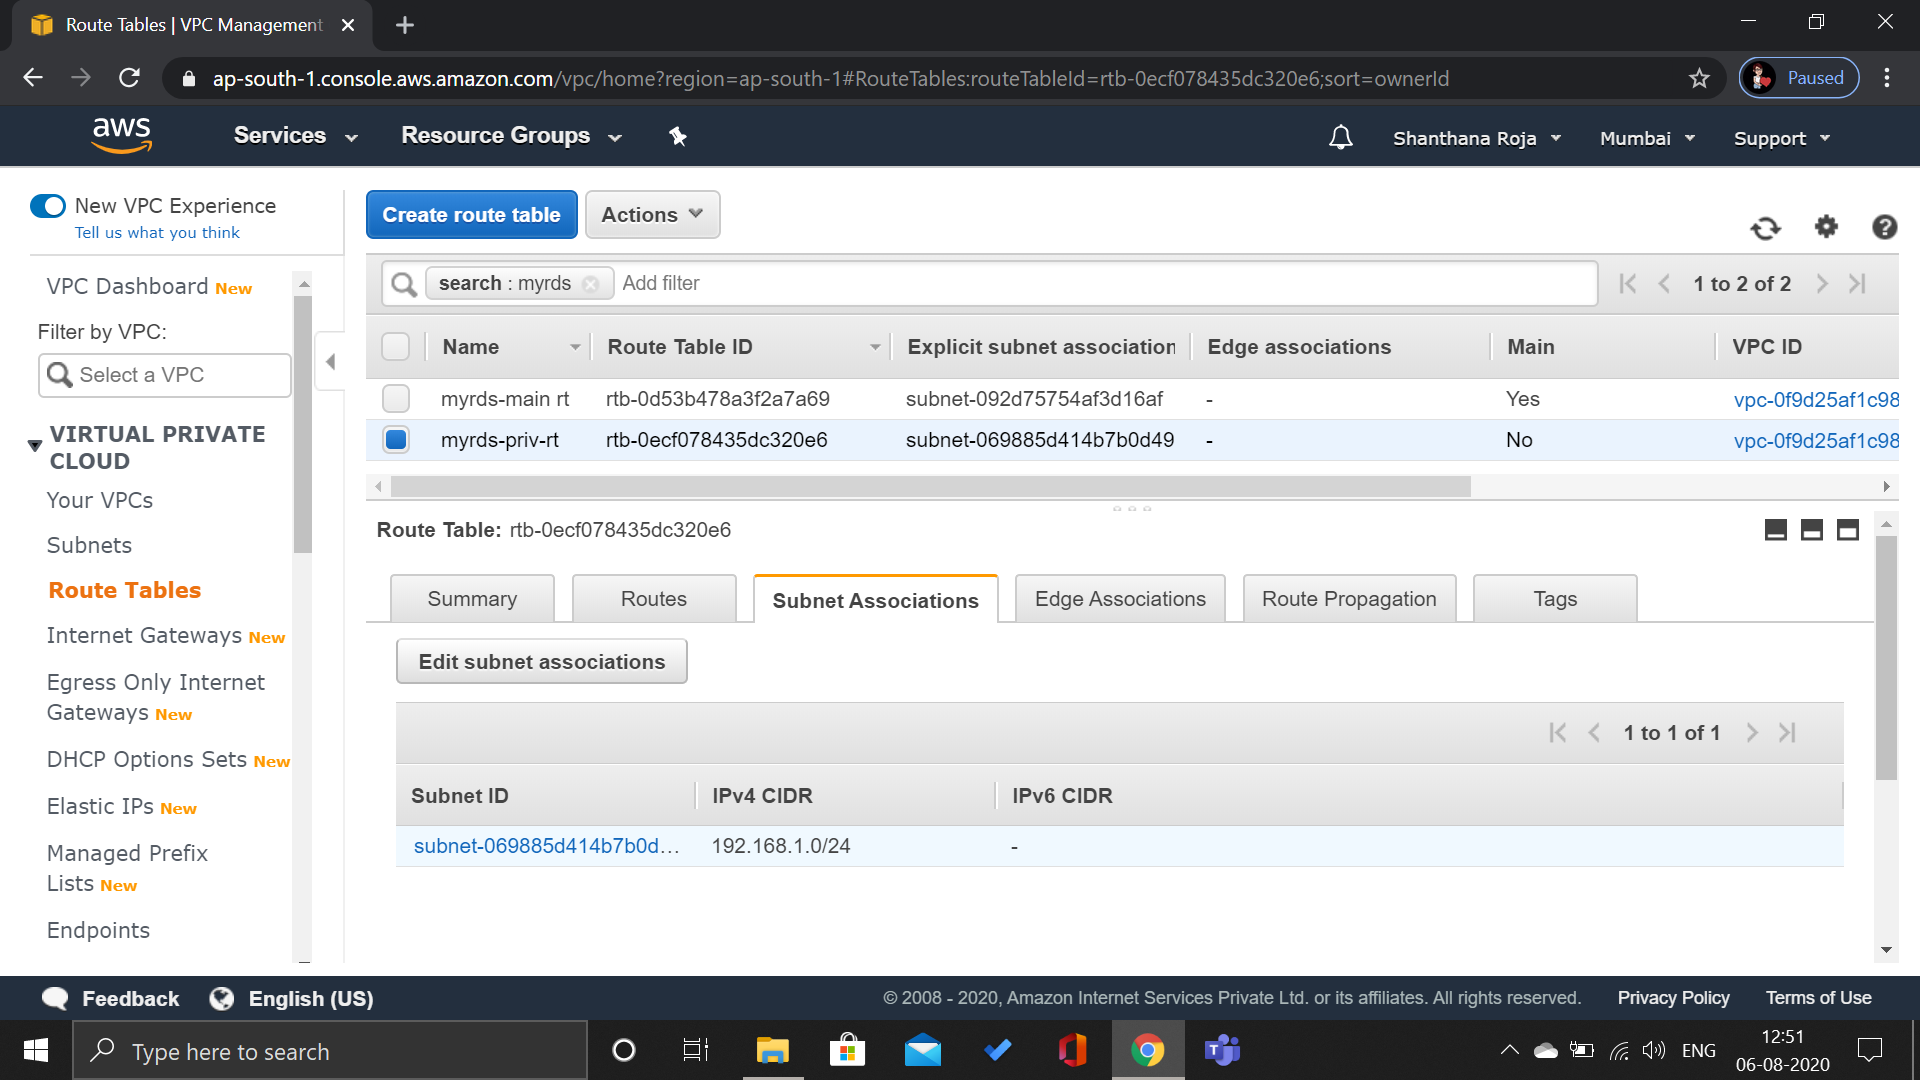 Route Tables | VPC Management
ap-south-1.console.aws.amazon.com/vpc/home?region=ap-south-1#RouteTables:routeTableId=rtb-0ecf078435dc320e6;sort=ownerId
Paused
aws
Services
Resource Groups
Shanthana Roja
Mumbai
Support
New VPC Experience
Tell us what you think
VPC Dashboard New
Filter by VPC:
Select a VPC
VIRTUAL PRIVATE
CLOUD
Your VPCs
Subnets
Route Tables
Internet Gateways New
Egress Only Internet
Gateways New
DHCP Options Sets New
Elastic IPs New
Managed Prefix
Lists New
Endpoints
Create route table
Actions
search : myrds
Add filter
1 to 2 of 2
Name Route Table ID Explicit subnet association Edge associations Main VPC ID
myrds-main rt rtb-0d53b478a3f2a7a69 subnet-092d75754af3d16af - Yes vpc-0f9d25af1c98
myrds-priv-rt rtb-0ecf078435dc320e6 subnet-069885d414b7b0d49 - No vpc-0f9d25af1c98
Route Table: rtb-0ecf078435dc320e6
Summary Routes Subnet Associations Edge Associations Route Propagation Tags
Edit subnet associations
1 to 1 of 1
Subnet ID IPv4 CIDR IPv6 CIDR
subnet-069885d414b7b0d... 192.168.1.0/24 -
Feedback
English (US)
© 2008 - 2020, Amazon Internet Services Private Ltd. or its affiliates. All rights reserved.
Privacy Policy
Terms of Use
Type here to search
ENG
12:51
06-08-2020